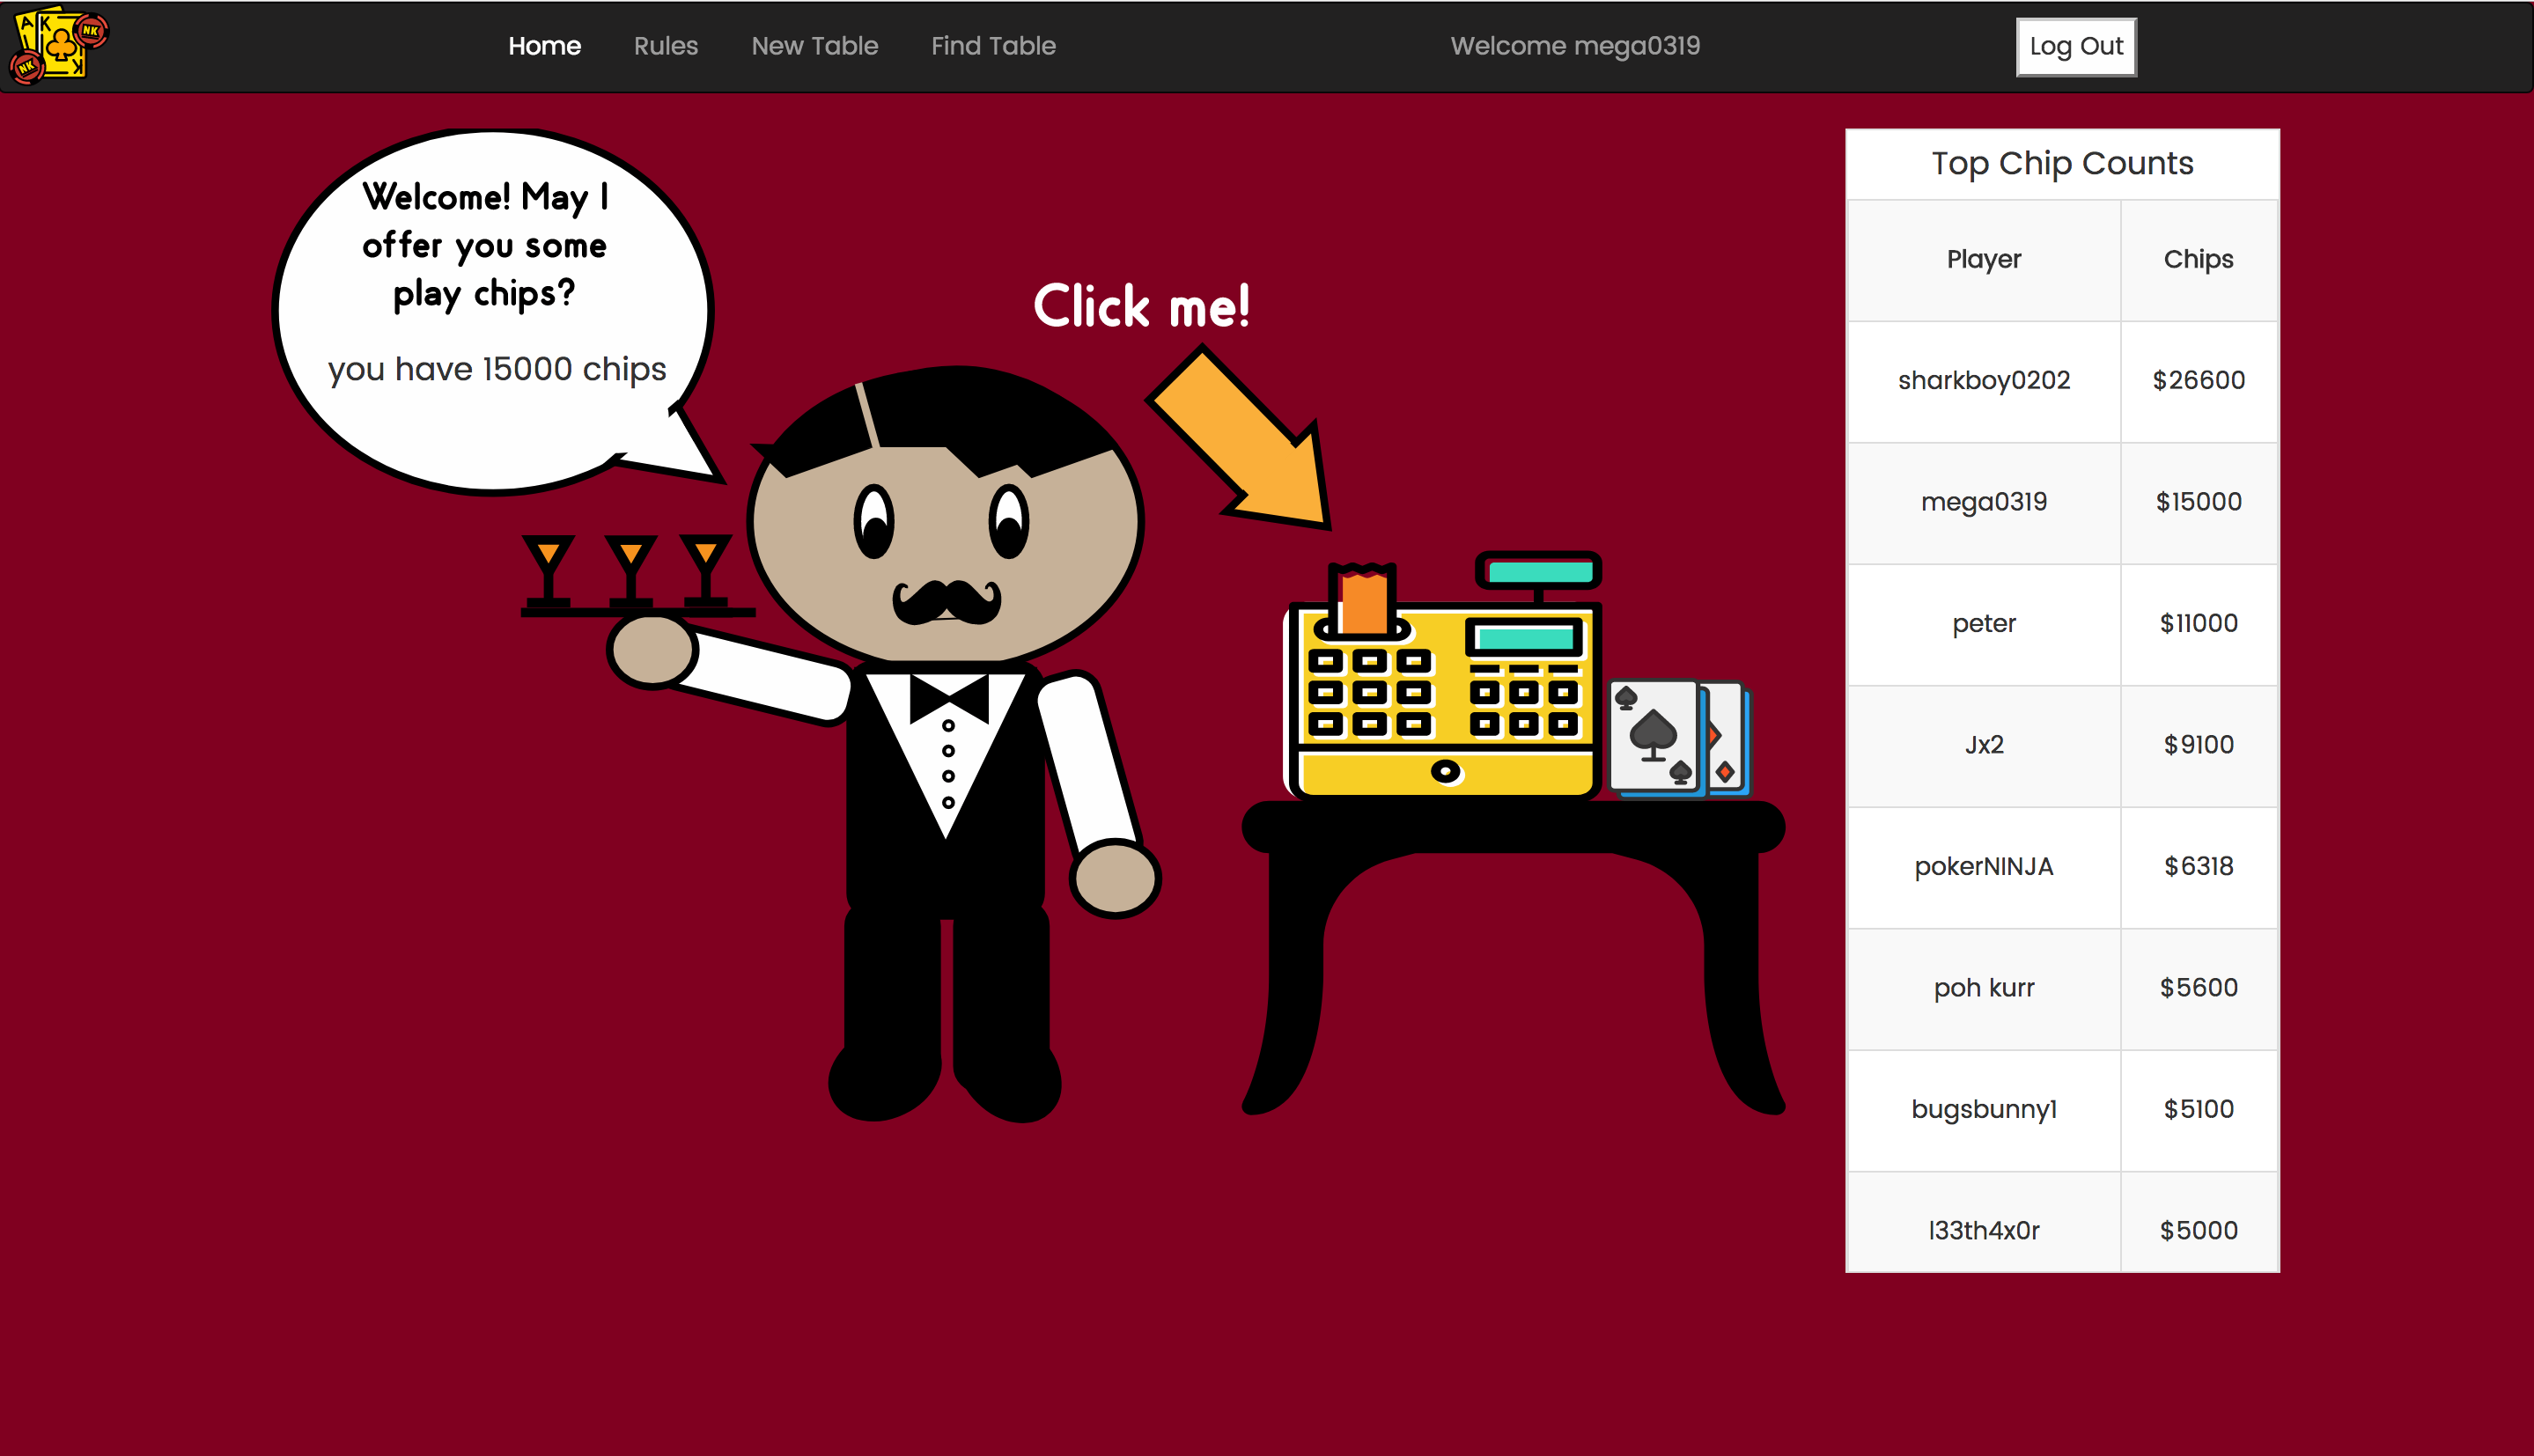 A K NK
NK K
Home Rules New Table Find Table Welcome mega0319 Log Out
Welcome! May I
offer you some
play chips?
you have 15000 chips
Click me!
Top Chip Counts
Player Chips
sharkboy0202 $26600
mega0319 $15000
peter $11000
Jx2 $9100
pokerNINJA $6318
poh kurr $5600
bugsbunny1 $5100
l33th4x0r $5000